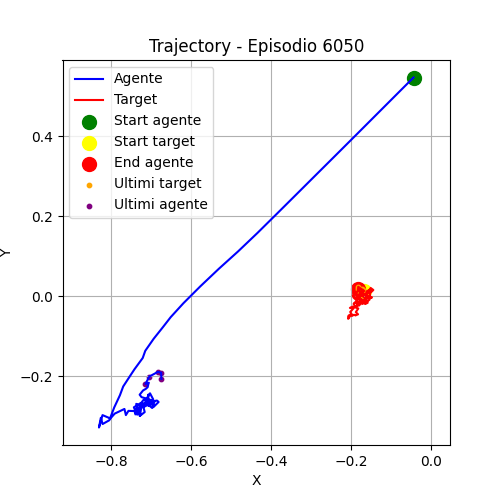 Trajectory - Episodio 6050
Agente
Target
Start agente
Start target
End agente
Ultimi target
Ultimi agente
Y
0.4
0.2
0.0
−0.2
−0.8
−0.6
−0.4
−0.2
0.0
X